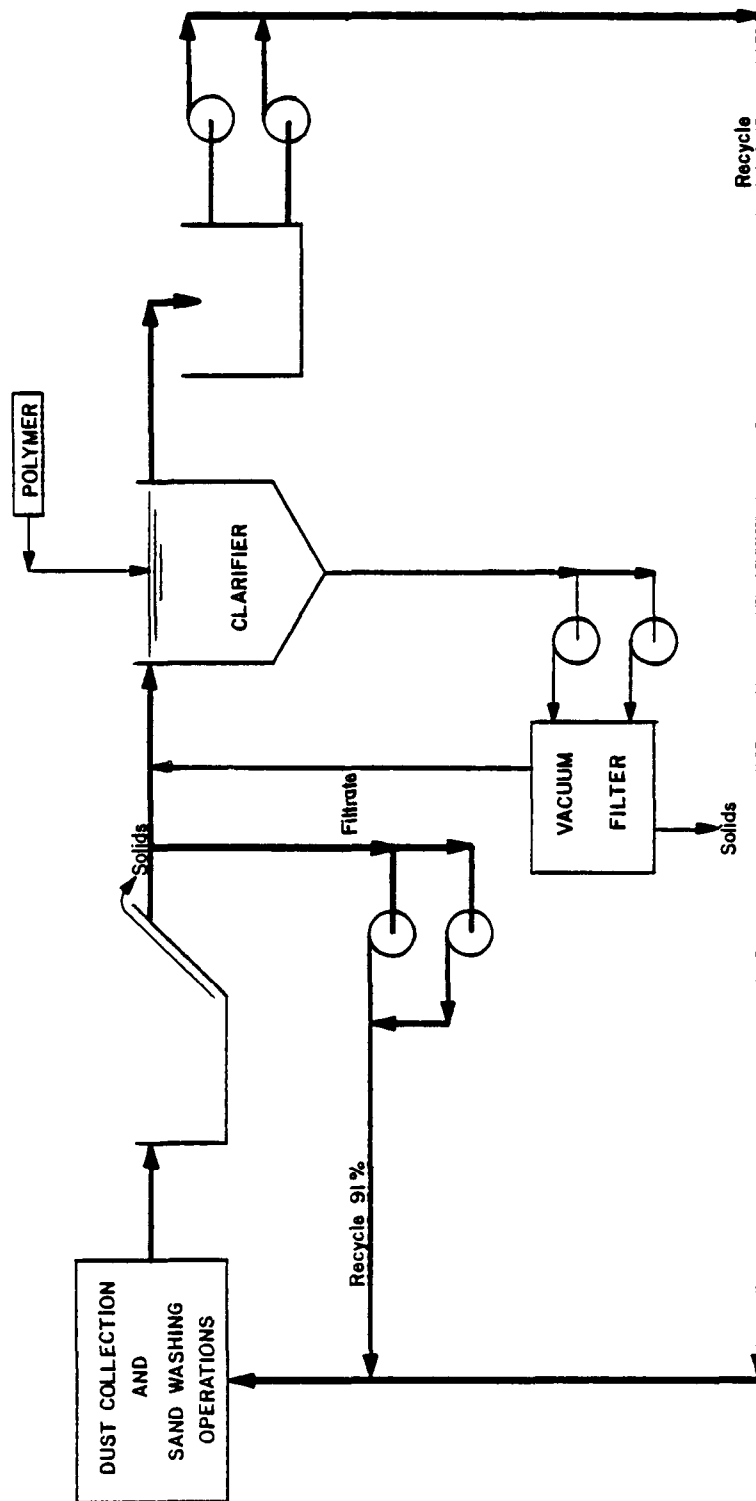 POLYMER
CLARIFIER
Solids
Filtrate
VACUUM
FILTER
Solids
Recycle 91%
DUST COLLECTION
AND
SAND WASHING
OPERATIONS
Recycle